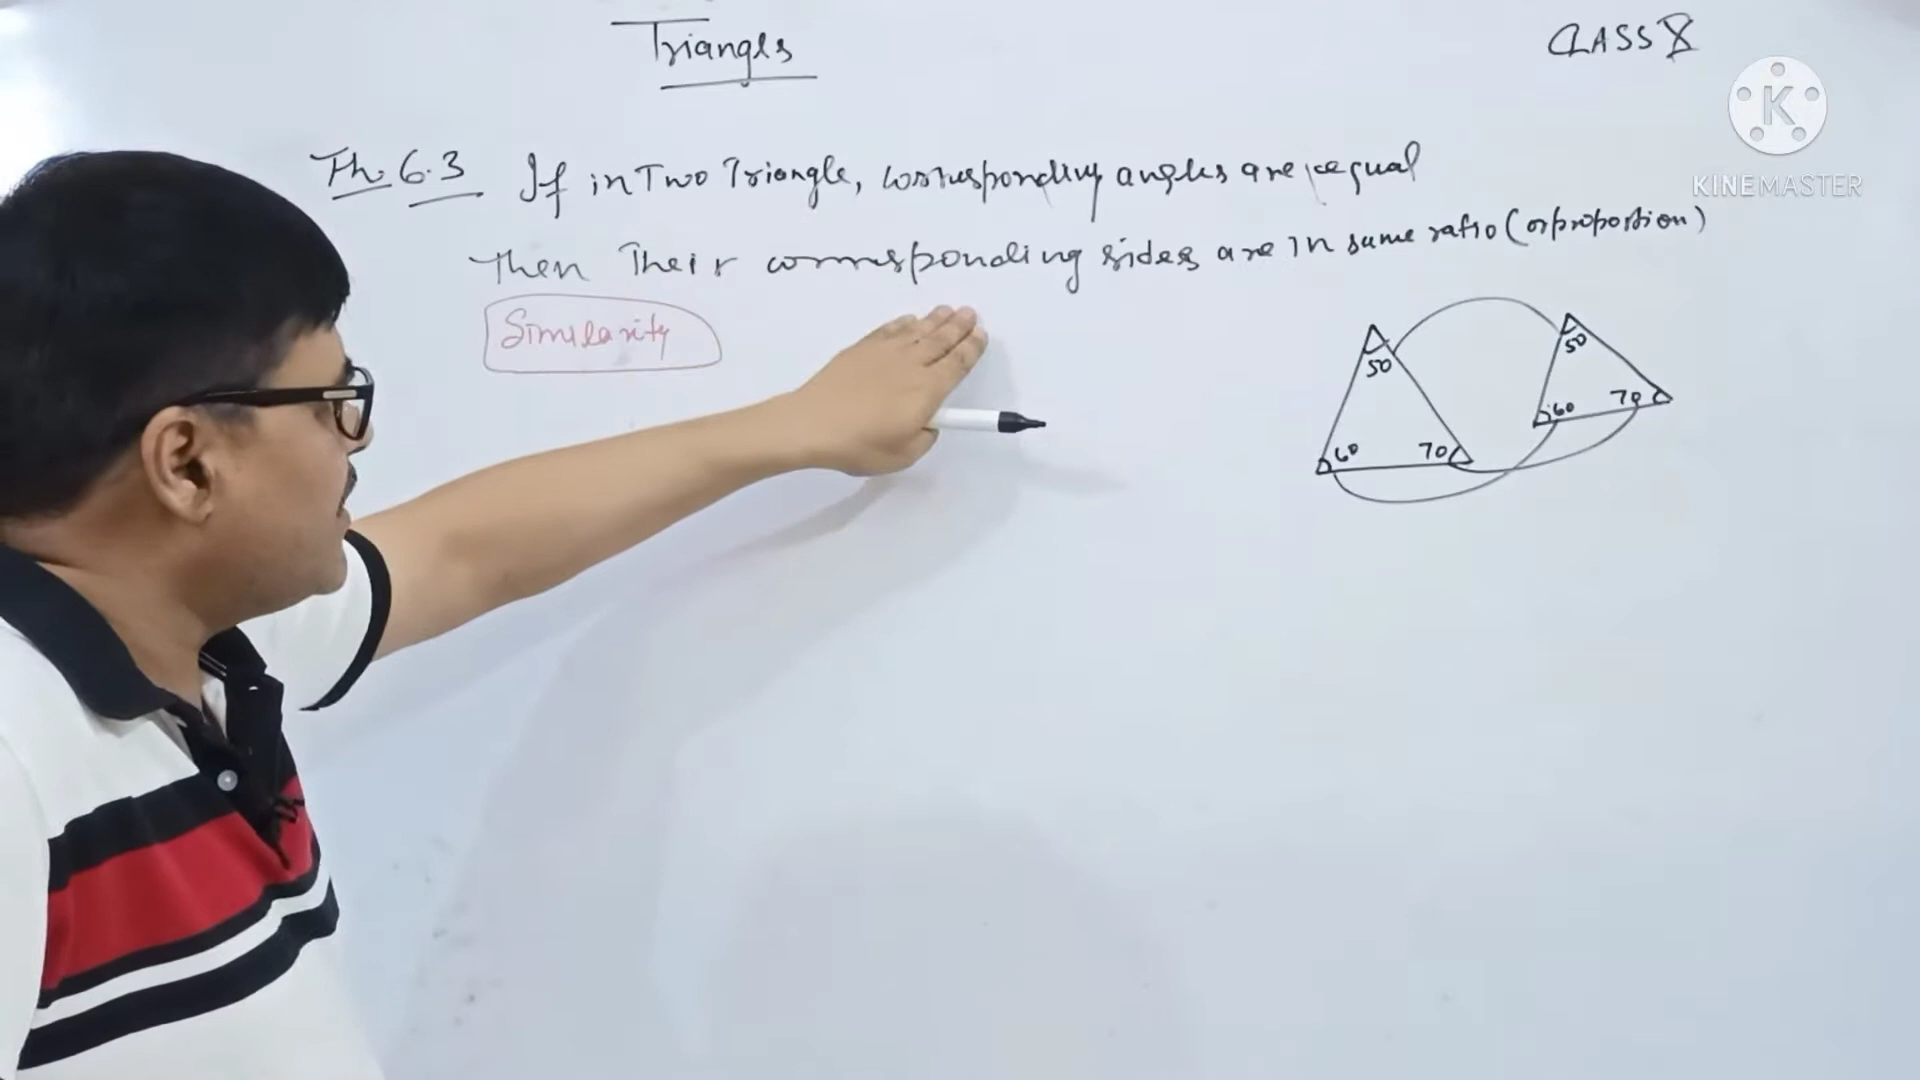 Triangles
CLASS X
K
KINEMASTER
Th. 6.3 If in Two Triangle, corresponding angles are equal
Then Their corresponding sides are in same ratio (or proportion)
Similarity
50
60
70
50
60
70